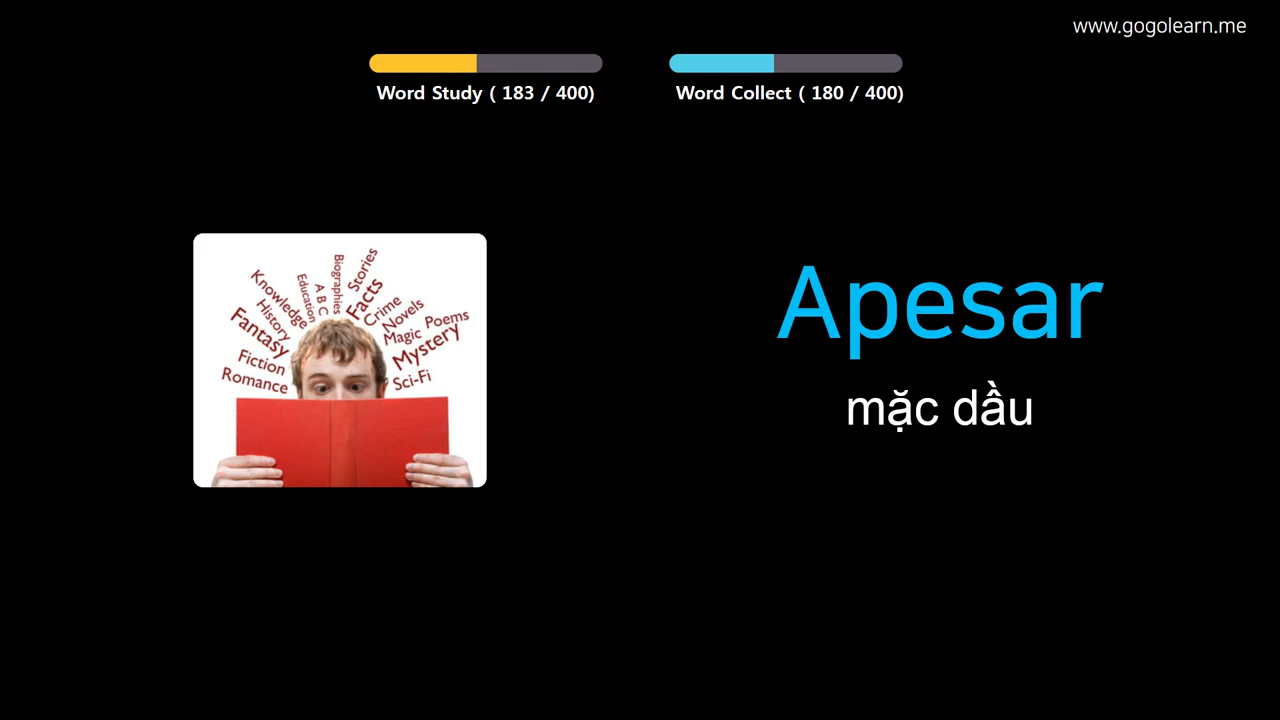 www.gogolearn.me
Word Study ( 183 / 400)
Word Collect ( 180 / 400)
Knowledge
History
Fantasy
Fiction
Romance
Education
A B C
Biographies
Stories
Facts
Crime
Novels
Magic
Poems
Mystery
Sci-Fi
Apesar
mặc dầu